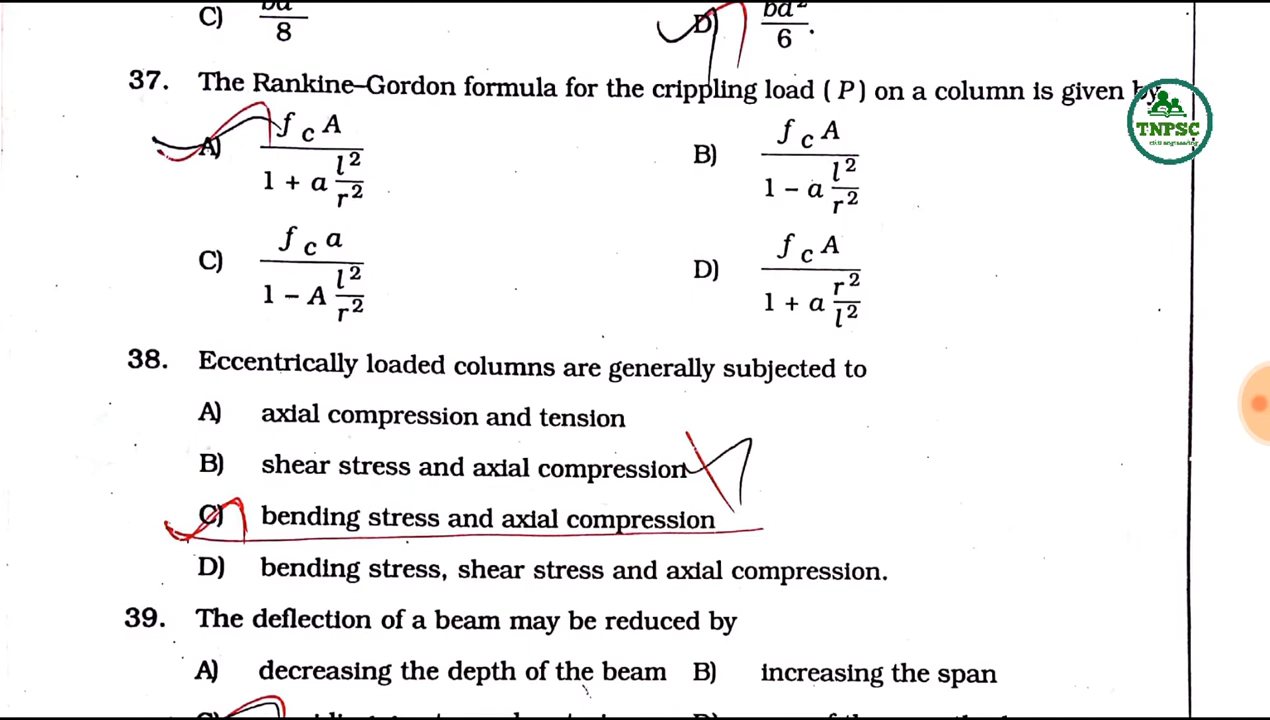 C) bd / 8 D) bd² / 6 .
37. The Rankine–Gordon formula for the crippling load ( P ) on a column is given by
TNPSC
civil engineering
A) f c A / 1 + a l² / r² B) f c A / 1 – a l² / r²
C) f c a / 1 – A l² / r² D) f c A / 1 + a r² / l²
38. Eccentrically loaded columns are generally subjected to
A) axial compression and tension
B) shear stress and axial compression
C) bending stress and axial compression
D) bending stress, shear stress and axial compression.
39. The deflection of a beam may be reduced by
A) decreasing the depth of the beam B) increasing the span